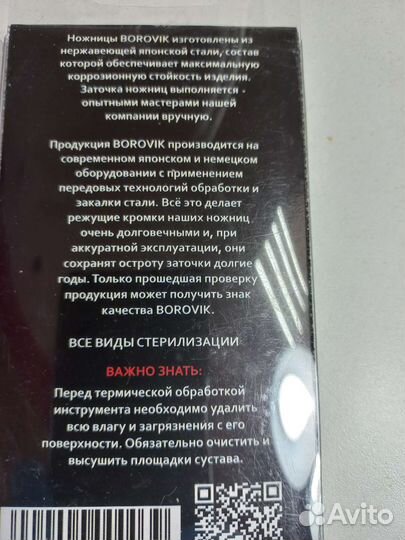 Ножницы BOROVIK изготовлены из
нержавеющей японской стали, состав
которой обеспечивает максимальную
коррозионную стойкость изделия.
Заточка ножниц выполняется -
опытными мастерами нашей
компании вручную.
Продукция BOROVIK производится на
современном японском и немецком
оборудовании с применением
передовых технологий обработки и
закалки стали. Всё это делает
режущие кромки наших ножниц
очень долговечными и, при
аккуратной эксплуатации, они
сохранят остроту заточки долгие
годы. Только прошедшая проверку
продукция может получить знак
качества BOROVIK.
ВСЕ ВИДЫ СТЕРИЛИЗАЦИИ
ВАЖНО ЗНАТЬ:
Перед термической обработкой
инструмента необходимо удалить
всю влагу и загрязнения с его
поверхности. Обязательно очистить и
высушить площадки сустава.
Avito